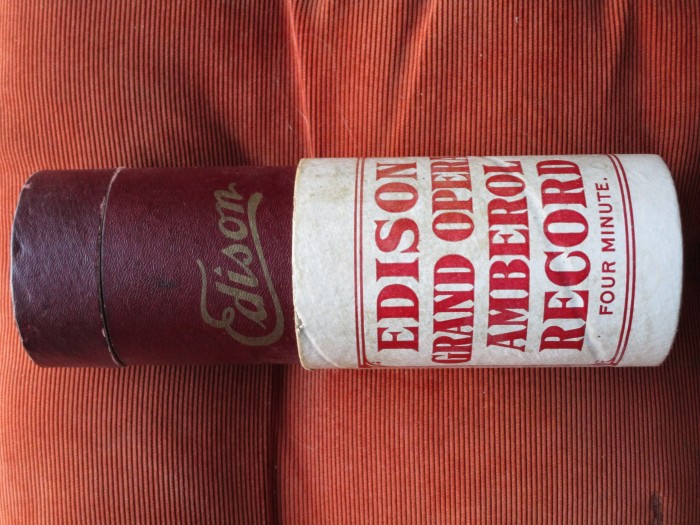 Edison
EDISON
GRAND OPERA
AMBEROL
RECORD
FOUR MINUTE.